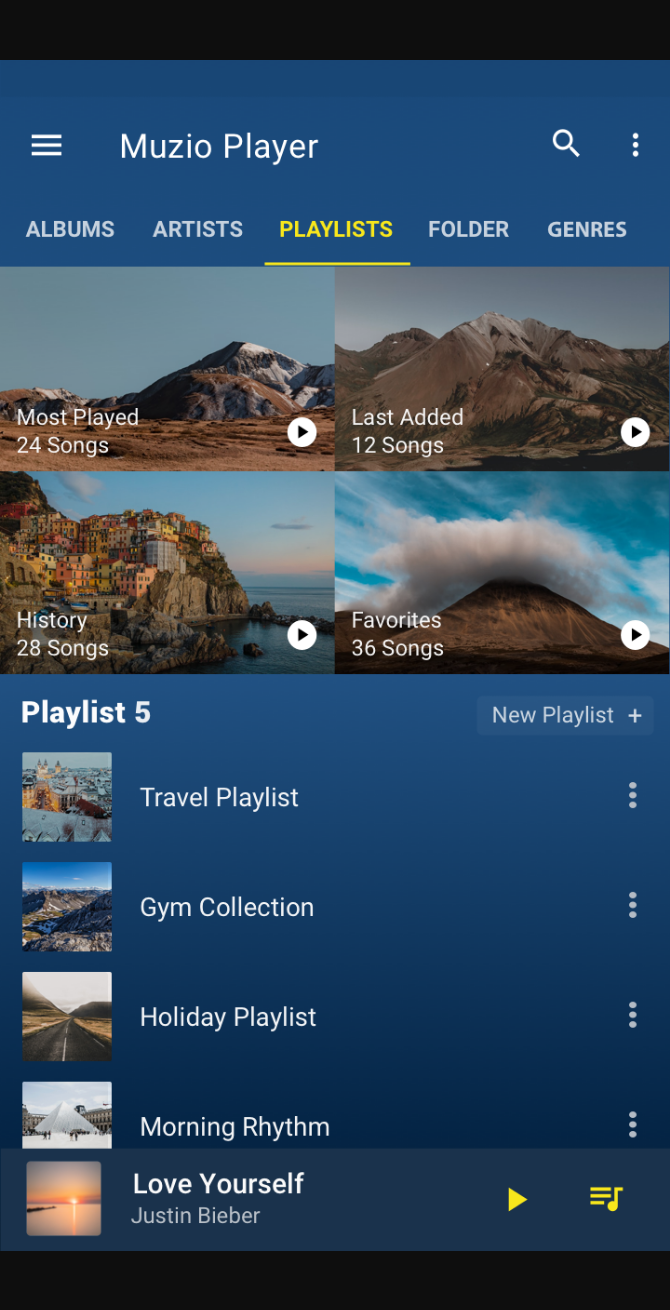 Muzio Player
ALBUMS ARTISTS PLAYLISTS FOLDER GENRES
Most Played
24 Songs
Last Added
12 Songs
History
28 Songs
Favorites
36 Songs
Playlist 5
New Playlist +
Travel Playlist
Gym Collection
Holiday Playlist
Morning Rhythm
Love Yourself
Justin Bieber